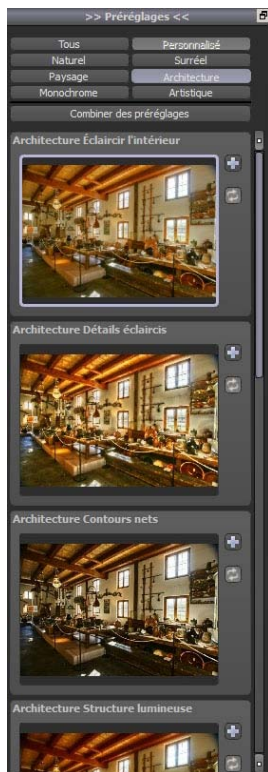 >> Préréglages <<
Tous Personnalisé
Naturel Surréel
Paysage Architecture
Monochrome Artistique
Combiner des préréglages
Architecture Éclaircir l'intérieur
Architecture Détails éclaircis
Architecture Contours nets
Architecture Structure lumineuse